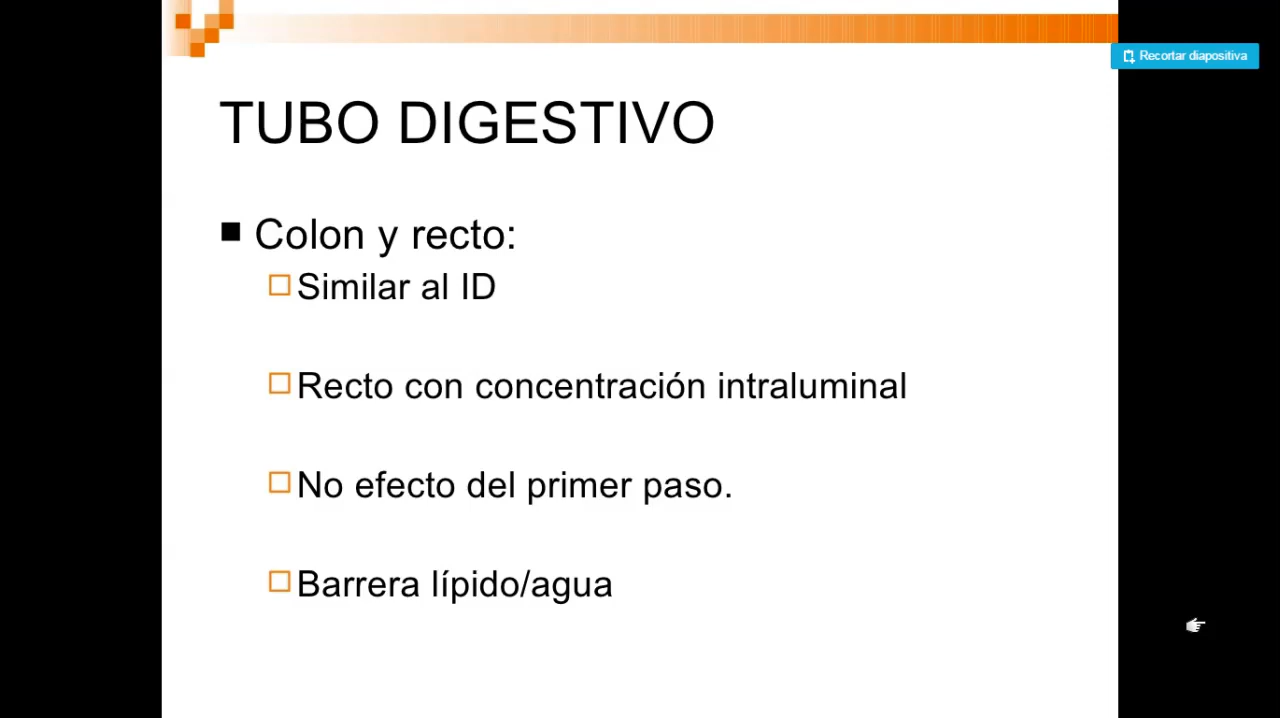 Recortar diapositiva
TUBO DIGESTIVO
Colon y recto:
Similar al ID
Recto con concentración intraluminal
No efecto del primer paso.
Barrera lípido/agua